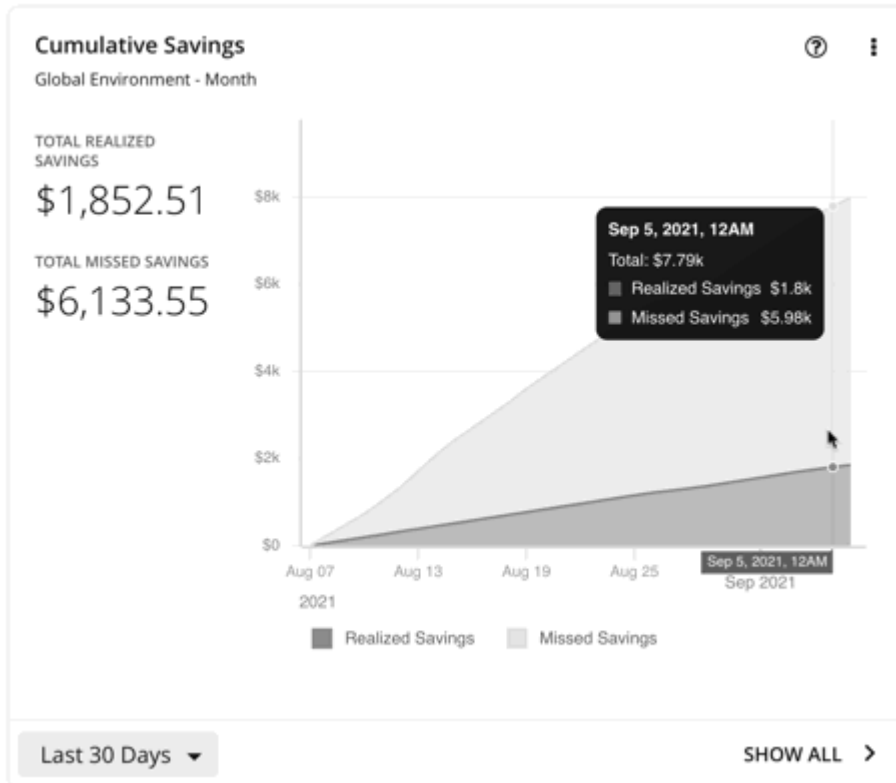 Cumulative Savings
Global Environment - Month
TOTAL REALIZED
SAVINGS
$1,852.51
TOTAL MISSED SAVINGS
$6,133.55
$8k
$6k
$4k
$2k
$0
Sep 5, 2021, 12AM
Total: $7.79k
Realized Savings $1.8k
Missed Savings $5.98k
Aug 07
2021
Aug 13
Aug 19
Aug 25
Sep 5, 2021, 12AM
Sep 2021
Realized Savings
Missed Savings
Last 30 Days
SHOW ALL